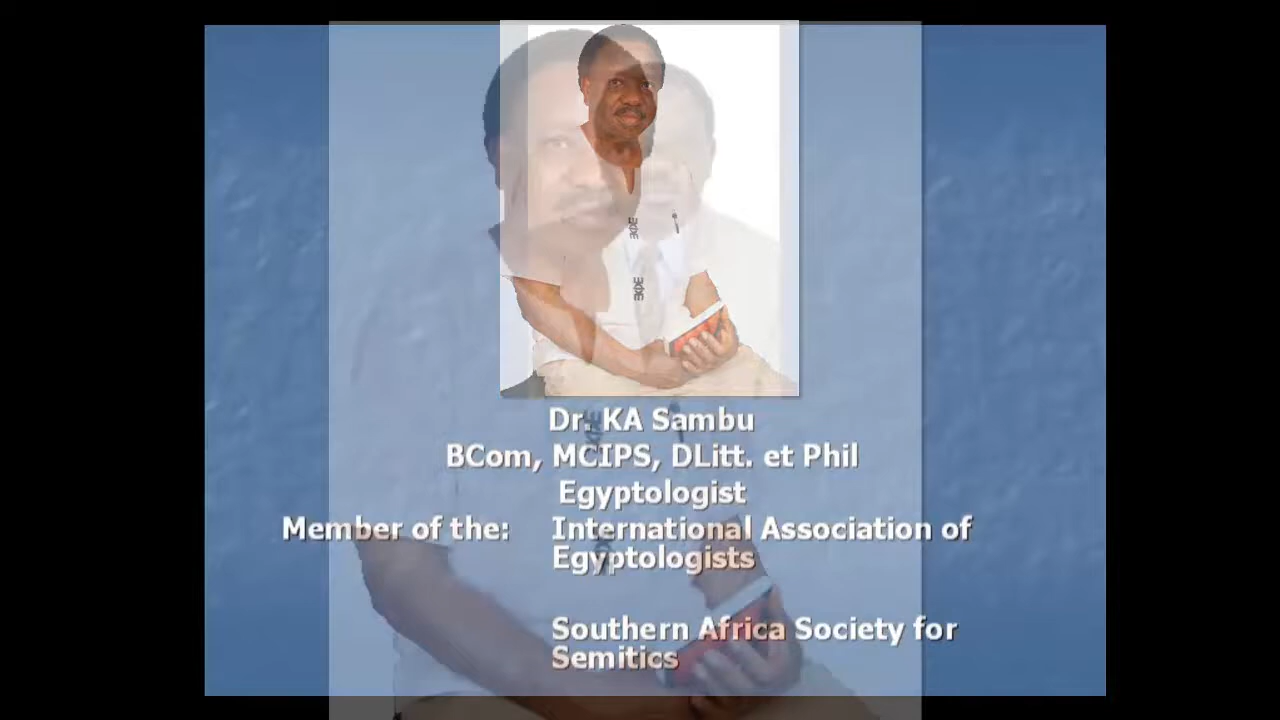 Dr. KA Sambu
BCom, MCIPS, DLitt. et Phil
Egyptologist
Member of the: International Association of
Egyptologists
Southern Africa Society for
Semitics